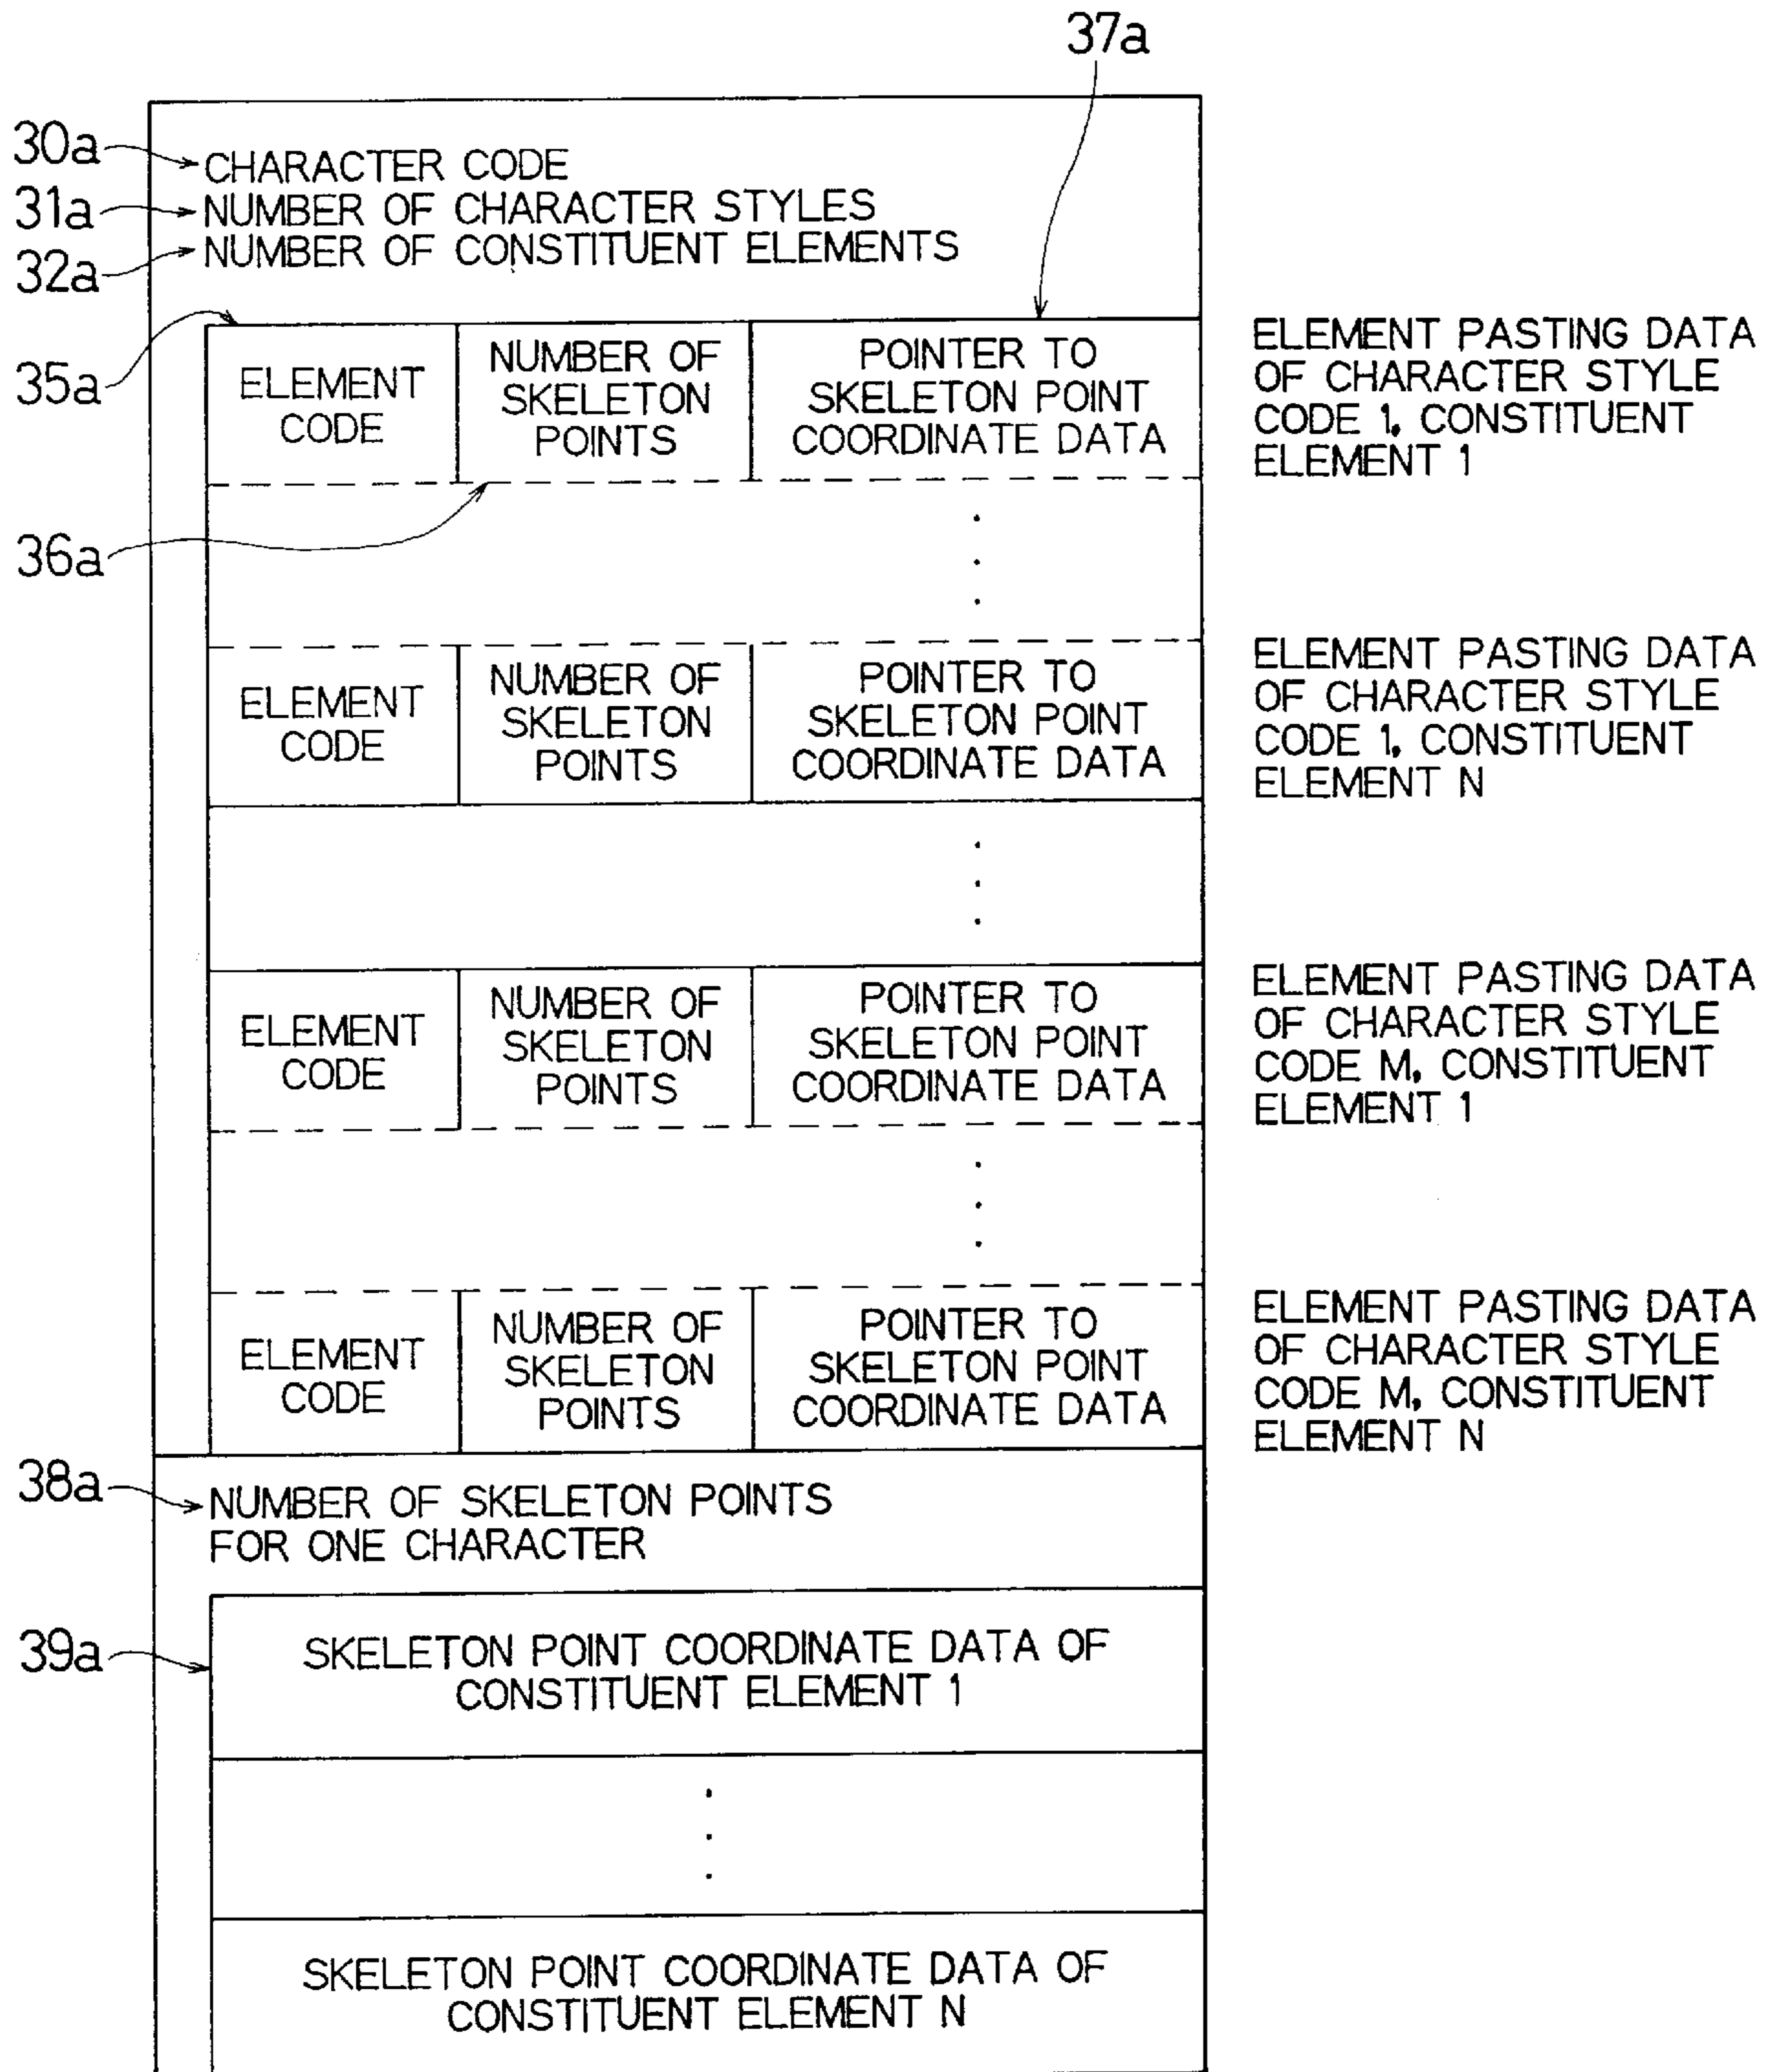 37a
30a
CHARACTER CODE
31a
NUMBER OF CHARACTER STYLES
32a
NUMBER OF CONSTITUENT ELEMENTS
35a
ELEMENT
CODE
NUMBER OF
SKELETON
POINTS
POINTER TO
SKELETON POINT
COORDINATE DATA
ELEMENT PASTING DATA
OF CHARACTER STYLE
CODE 1, CONSTITUENT
ELEMENT 1
36a
ELEMENT
CODE
NUMBER OF
SKELETON
POINTS
POINTER TO
SKELETON POINT
COORDINATE DATA
ELEMENT PASTING DATA
OF CHARACTER STYLE
CODE 1, CONSTITUENT
ELEMENT N
ELEMENT
CODE
NUMBER OF
SKELETON
POINTS
POINTER TO
SKELETON POINT
COORDINATE DATA
ELEMENT PASTING DATA
OF CHARACTER STYLE
CODE M, CONSTITUENT
ELEMENT 1
ELEMENT
CODE
NUMBER OF
SKELETON
POINTS
POINTER TO
SKELETON POINT
COORDINATE DATA
ELEMENT PASTING DATA
OF CHARACTER STYLE
CODE M, CONSTITUENT
ELEMENT N
38a
NUMBER OF SKELETON POINTS
FOR ONE CHARACTER
39a
SKELETON POINT COORDINATE DATA OF
CONSTITUENT ELEMENT 1
SKELETON POINT COORDINATE DATA OF
CONSTITUENT ELEMENT N